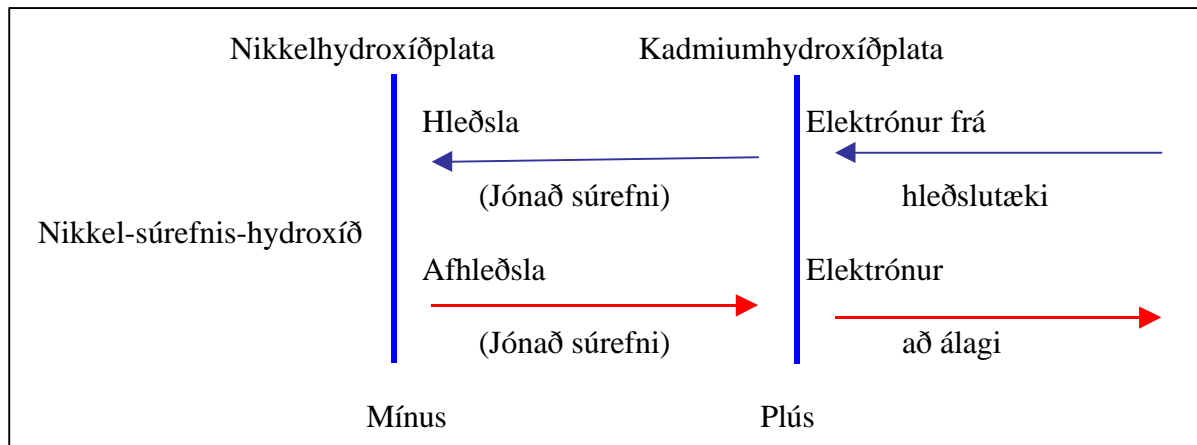 Nikkelhydroxíðplata Kadmiumhydroxíðplata
Hleðsla Elektrónur frá
(Jónað súrefni) hleðslutæki
Nikkel-súrefnis-hydroxíð
Afhleðsla Elektrónur
(Jónað súrefni) að álagi
Mínus Plús